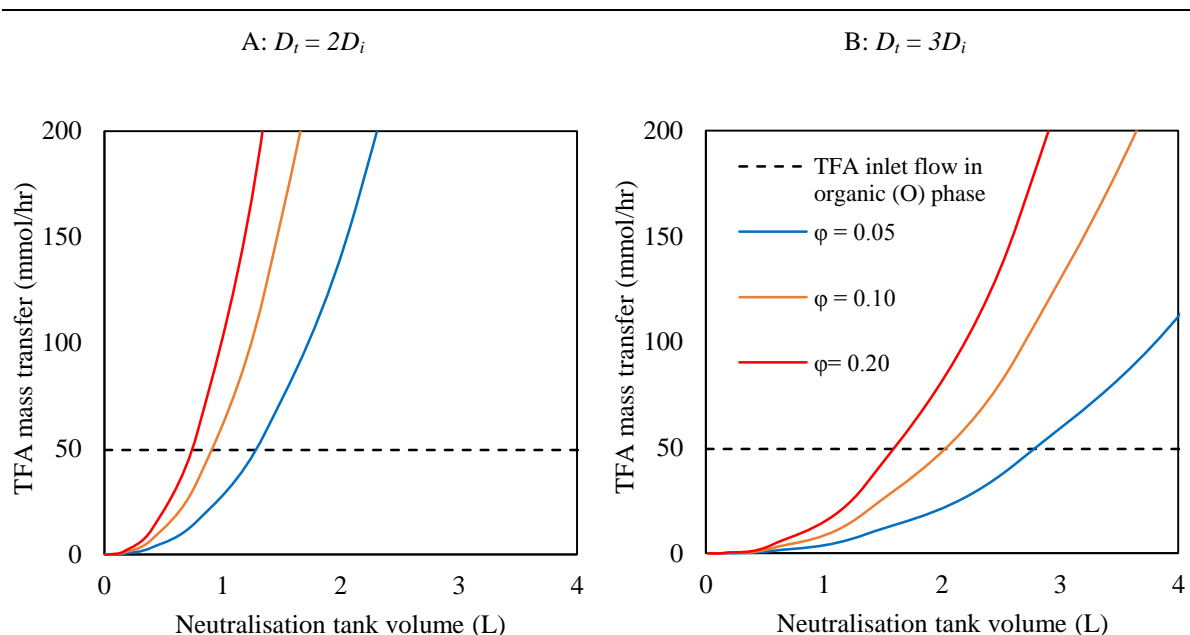 A: Dₜ = 2Dᵢ
200
150
100
50
0
TFA mass transfer (mmol/hr)
0 1 2 3 4
Neutralisation tank volume (L)
B: Dₜ = 3Dᵢ
200
150
100
50
0
TFA mass transfer (mmol/hr)
TFA inlet flow in
organic (O) phase
φ = 0.05
φ = 0.10
φ= 0.20
0 1 2 3 4
Neutralisation tank volume (L)